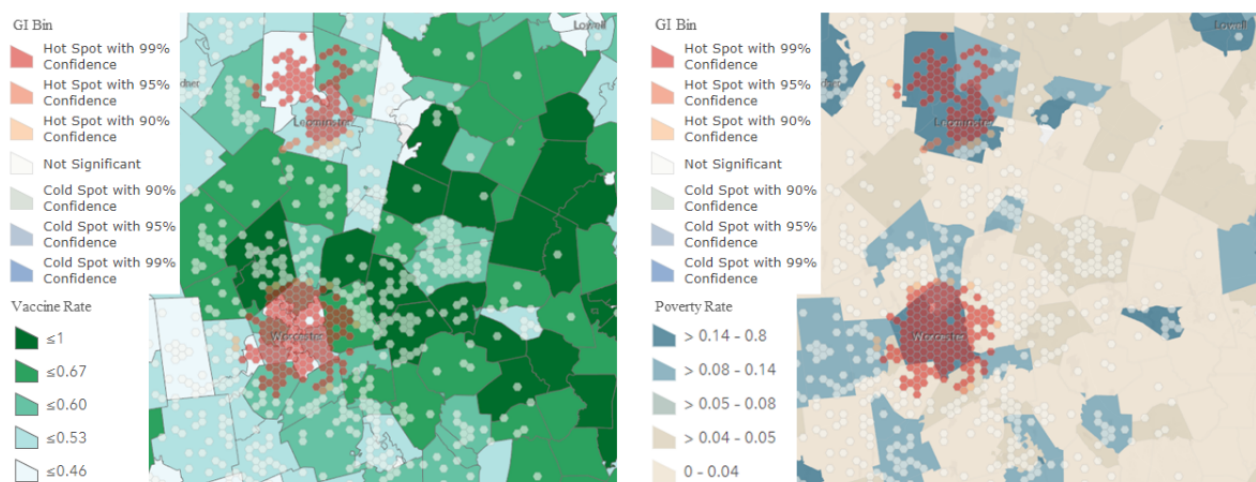 GI Bin
Hot Spot with 99%
Confidence
Hot Spot with 95%
Confidence
Hot Spot with 90%
Confidence
Not Significant
Cold Spot with 90%
Confidence
Cold Spot with 95%
Confidence
Cold Spot with 99%
Confidence
Vaccine Rate
≤1
≤0.67
≤0.60
≤0.53
≤0.46
Lowell
dner
Leominster
Worcester
GI Bin
Hot Spot with 99%
Confidence
Hot Spot with 95%
Confidence
Hot Spot with 90%
Confidence
Not Significant
Cold Spot with 90%
Confidence
Cold Spot with 95%
Confidence
Cold Spot with 99%
Confidence
Poverty Rate
> 0.14 - 0.8
> 0.08 - 0.14
> 0.05 - 0.08
> 0.04 - 0.05
0 - 0.04
Lowell
dner
Leominster
Worcester